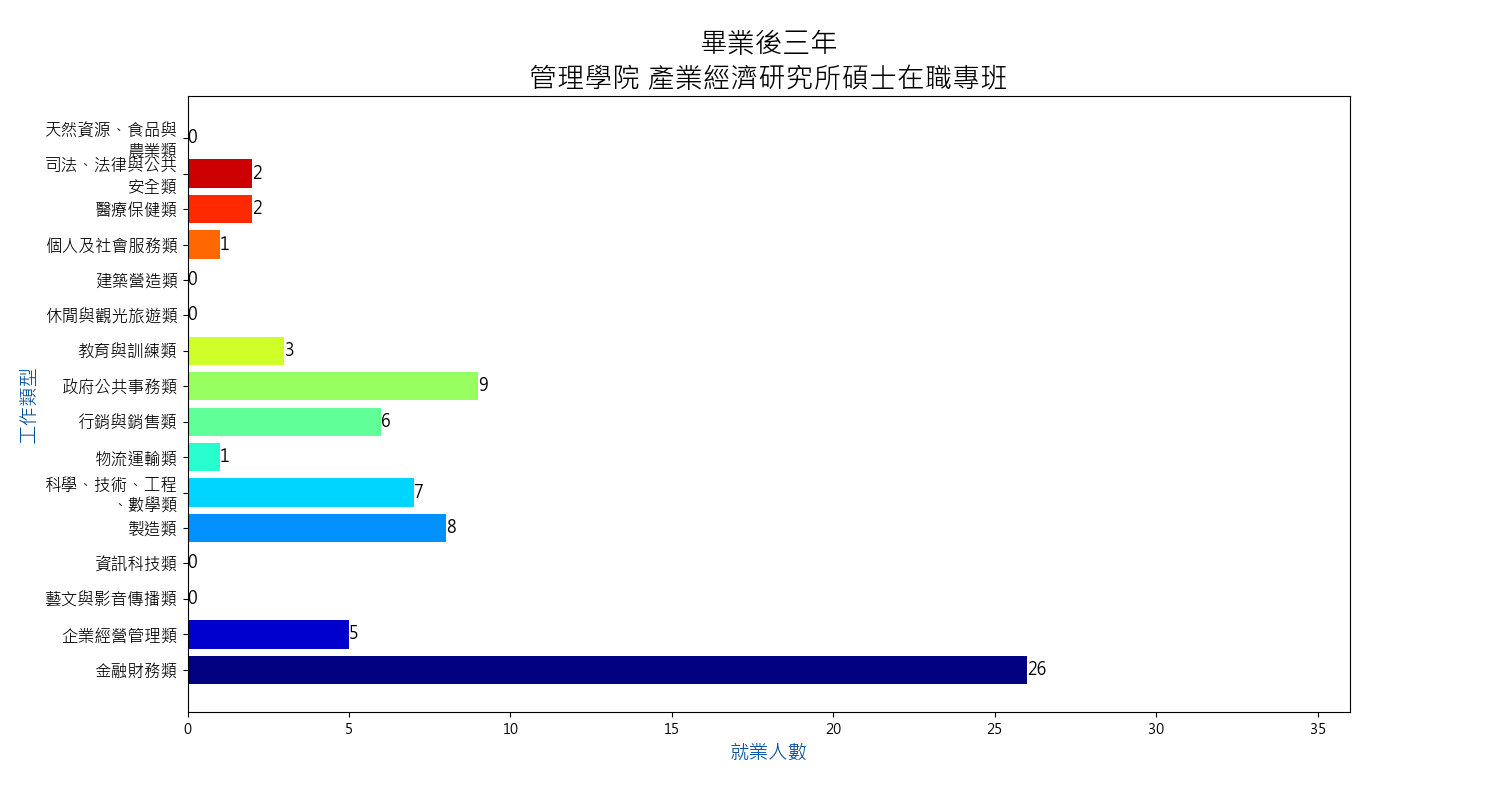 畢業後三年
管理學院 產業經濟研究所碩士在職專班
天然資源、食品與
農業類
0
司法、法律與公共
安全類
2
醫療保健類
2
個人及社會服務類
1
建築營造類
0
休閒與觀光旅遊類
0
教育與訓練類
3
政府公共事務類
9
行銷與銷售類
6
物流運輸類
1
科學、技術、工程
、數學類
7
製造類
8
資訊科技類
0
藝文與影音傳播類
0
企業經營管理類
5
金融財務類
26
工作類型
0 5 10 15 20 25 30 35
就業人數